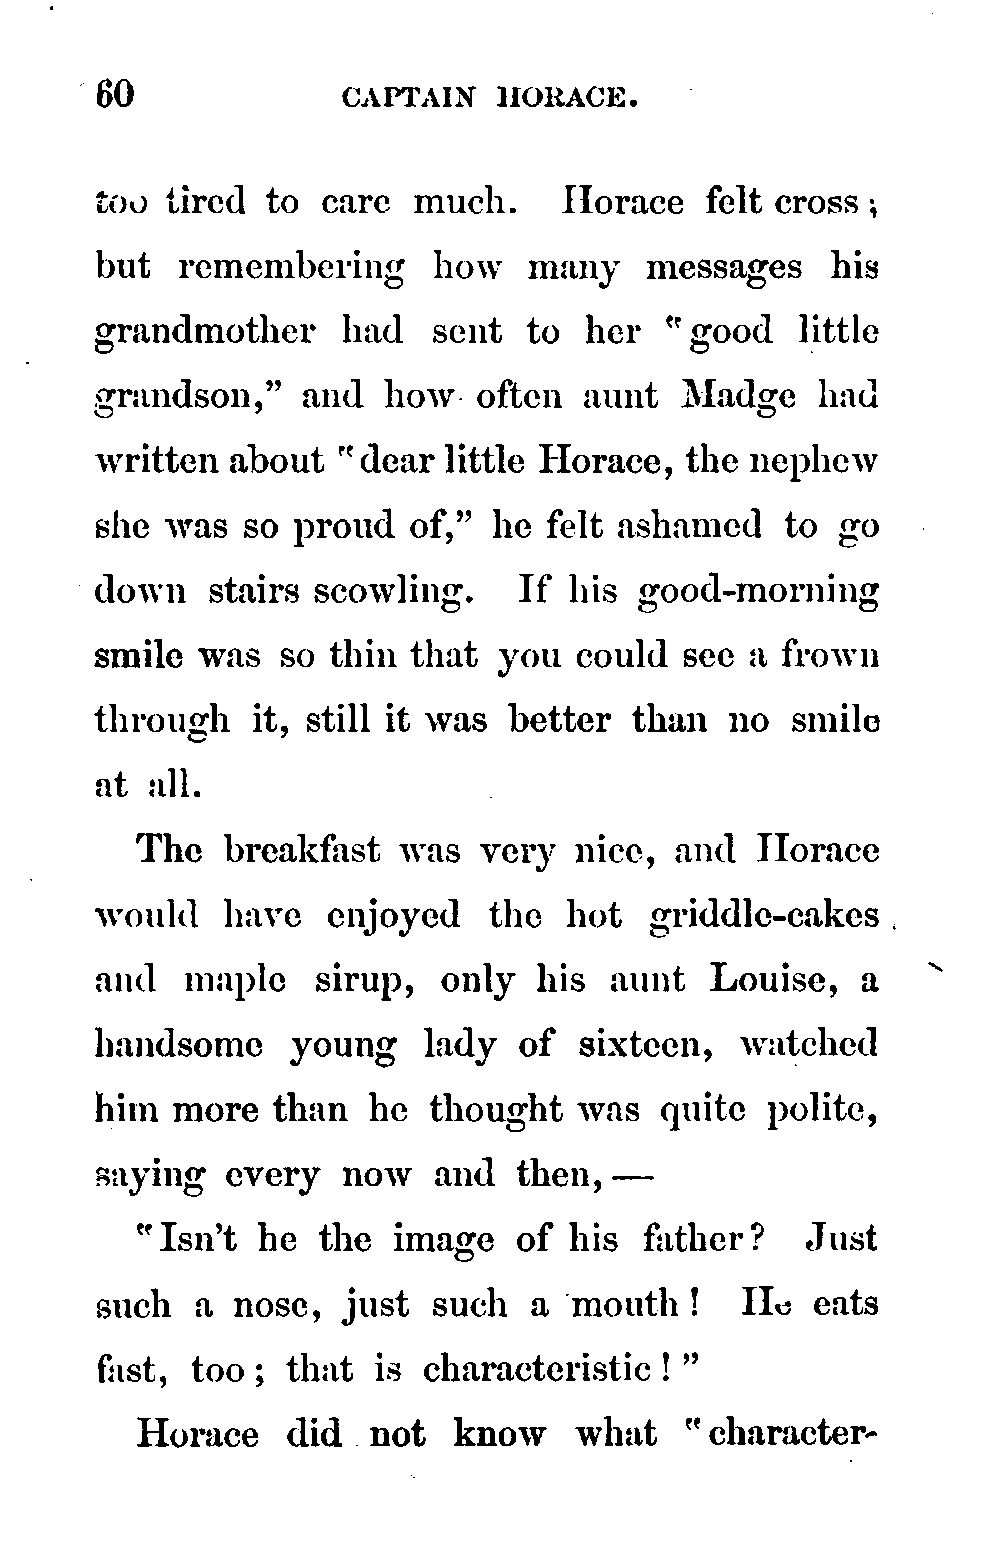 60 CAPTAIN HORACE.
too tired to care much. Horace felt cross;
but remembering how many messages his
grandmother had sent to her "good little
grandson," and how often aunt Madge had
written about "dear little Horace, the nephew
she was so proud of," he felt ashamed to go
down stairs scowling. If his good-morning
smile was so thin that you could see a frown
through it, still it was better than no smile
at all.
The breakfast was very nice, and Horace
would have enjoyed the hot griddle-cakes
and maple sirup, only his aunt Louise, a
handsome young lady of sixteen, watched
him more than he thought was quite polite,
saying every now and then, —
"Isn't he the image of his father? Just
such a nose, just such a mouth! He eats
fast, too; that is characteristic!"
Horace did not know what "character-